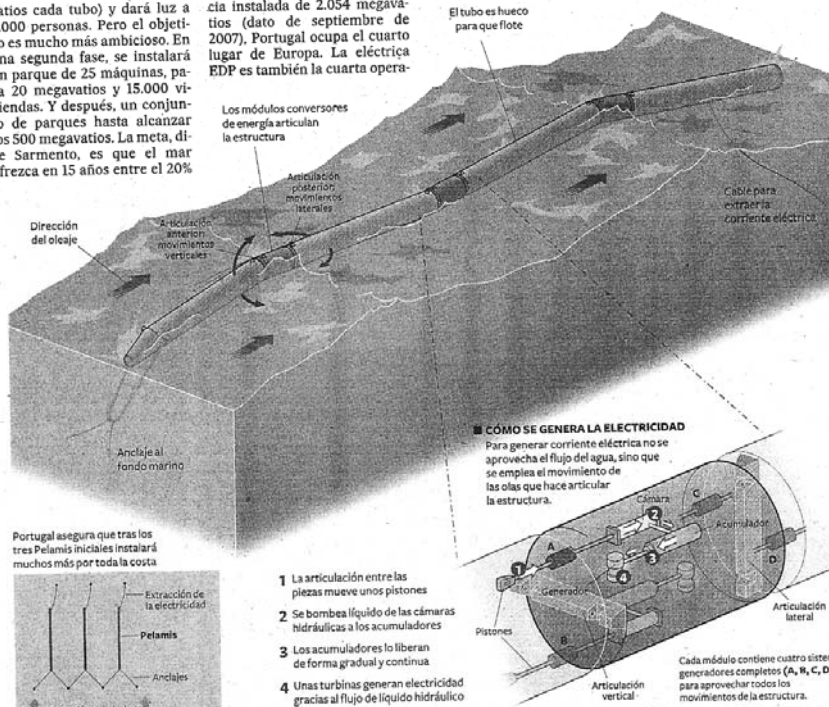 atios cada tubo) y dará luz a
000 personas. Pero el objeti-
o es mucho más ambicioso. En
na segunda fase, se instalará
n parque de 25 máquinas, pa-
a 20 megavatios y 15.000 vi-
iendas. Y después, un conjun-
o de parques hasta alcanzar
os 500 megavatios. La meta, di-
e Sarmento, es que el mar
frezca en 15 años entre el 20%
cia instalada de 2.054 megava-
tios (dato de septiembre de
2007), Portugal ocupa el cuarto
lugar de Europa. La eléctrica
EDP es también la cuarta opera-
El tubo es hueco
para que flote
Los módulos conversores
de energía articulan
la estructura
Articulación
posterior:
movimientos
laterales
Articulación
anterior:
movimientos
verticales
Dirección
del oleaje
Cable para
extraer la
corriente eléctrica
Anclaje al
fondo marino
CÓMO SE GENERA LA ELECTRICIDAD
Para generar corriente eléctrica no se
aprovecha el flujo del agua, sino que
se emplea el movimiento de
las olas que hace articular
la estructura.
Cámara
C
2
Acumulador
A
3
1
4
D
Generador
Pistones
B
Articulación
lateral
Articulación
vertical
Cada módulo contiene cuatro siste
generadores completos (A, B, C, D
para aprovechar todos los
movimientos de la estructura.
Portugal asegura que tras los
tres Pelamis iniciales instalará
muchos más por toda la costa
Extracción de
la electricidad
Pelamis
Anclajes
1 La articulación entre las
piezas mueve unos pistones
2 Se bombea líquido de las cámaras
hidráulicas a los acumuladores
3 Los acumuladores lo liberan
de forma gradual y continua
4 Unas turbinas generan electricidad
gracias al flujo de líquido hidráulico